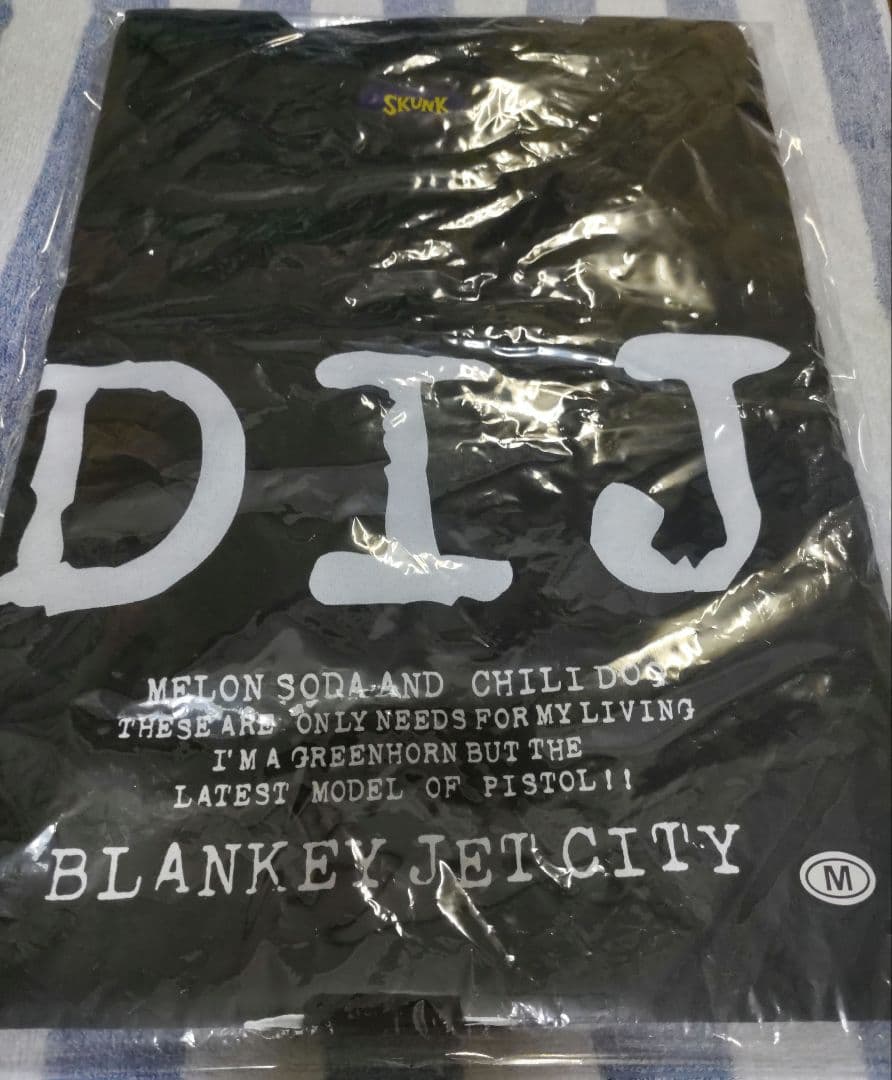 SKUNK
DIJ
MELON SODA AND CHILI DOG
THESE ARE ONLY NEEDS FOR MY LIVING
I'M A GREENHORN BUT THE
LATEST MODEL OF PISTOL!!
BLANKEY JET CITY
M